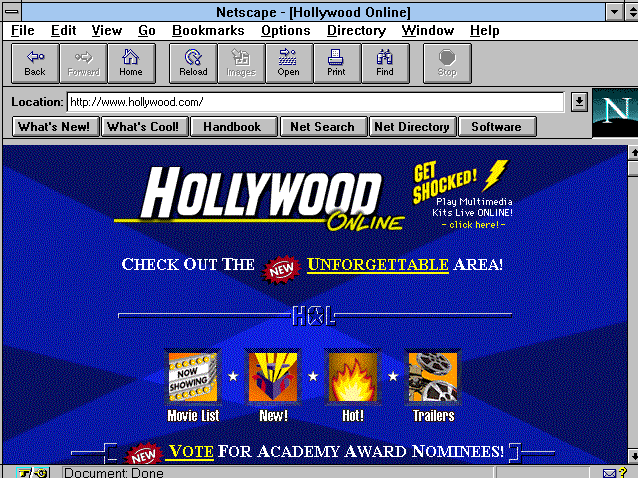 Netscape - [Hollywood Online]
File Edit View Go Bookmarks Options Directory Window Help
Back Forward Home Reload Images Open Print Find Stop
Location: http://www.hollywood.com/
N
What's New! What's Cool! Handbook Net Search Net Directory Software
HOLLYWOOD
ONLINE
GET
SHOCKED!
Play Multimedia
Kits Live ONLINE!
- click here! -
CHECK OUT THE NEW UNFORGETTABLE AREA!
H☆L
NOW
SHOWING
Movie List New! Hot! Trailers
NEW VOTE FOR ACADEMY AWARD NOMINEES!
Document: Done
?